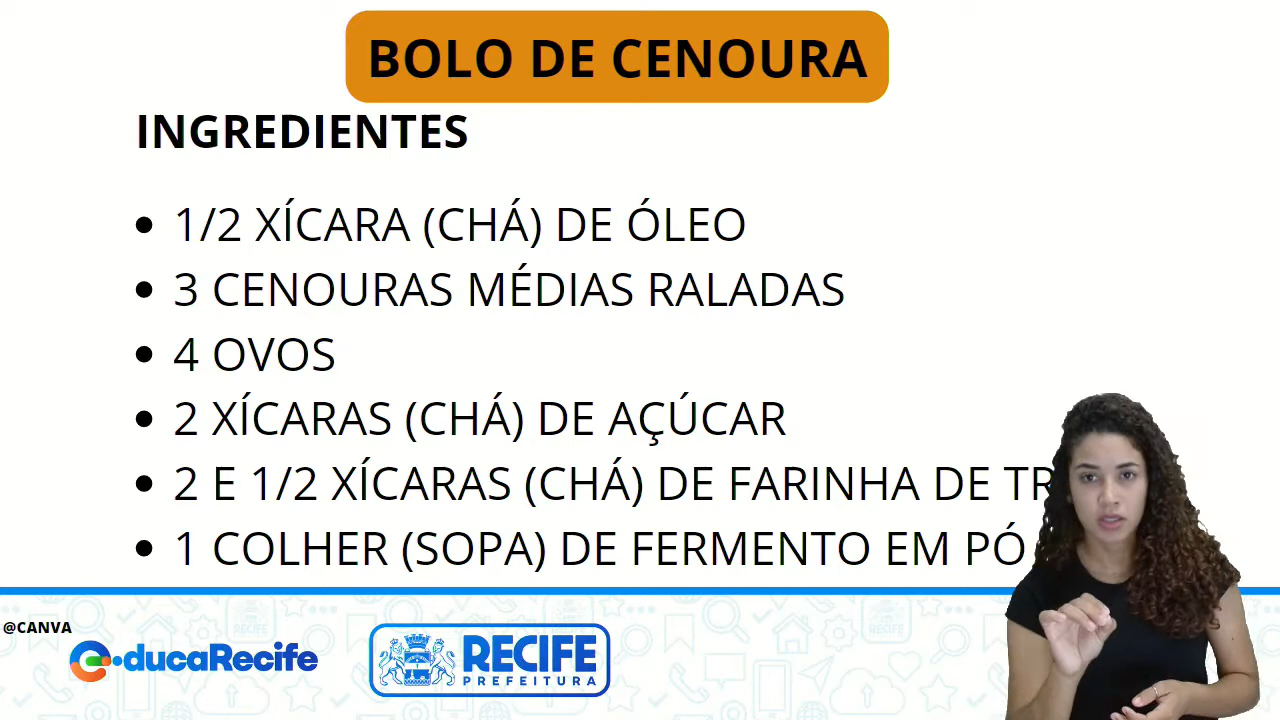 BOLO DE CENOURA
INGREDIENTES
• 1/2 XÍCARA (CHÁ) DE ÓLEO
• 3 CENOURAS MÉDIAS RALADAS
• 4 OVOS
• 2 XÍCARAS (CHÁ) DE AÇÚCAR
• 2 E 1/2 XÍCARAS (CHÁ) DE FARINHA DE
• 1 COLHER (SOPA) DE FERMENTO EM PÓ
@CANVA
educaRecife
RECIFE
PREFEITURA